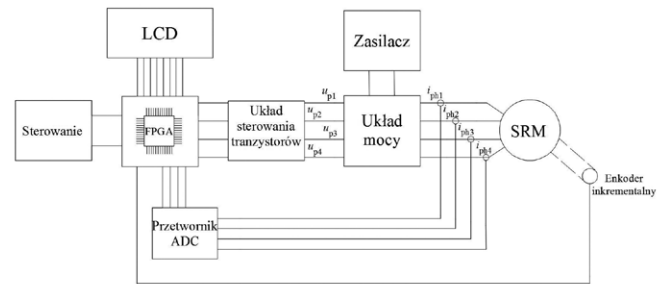 LCD
Zasilacz
Sterowanie
FPGA
Układ
sterowania
tranzystorów
u p1
u p2
u p3
u p4
Układ
mocy
i ph1
i ph2
i ph3
i ph4
SRM
Enkoder
inkrementalny
Przetwornik
ADC